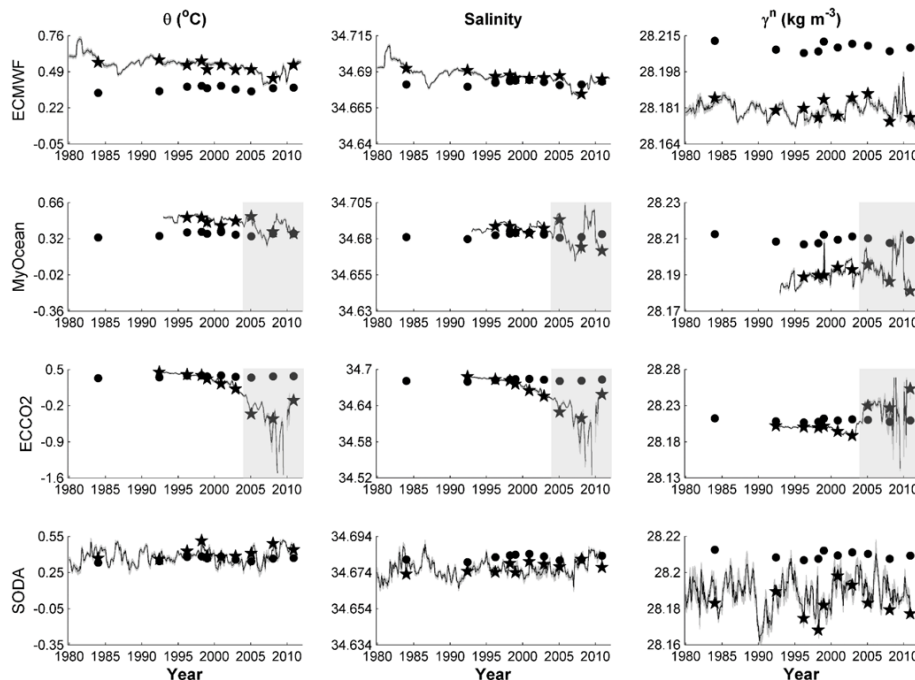 θ (°C) Salinity γⁿ (kg m⁻³)
ECMWF
0.76 34.715 28.215
0.49 34.69 28.198
0.22 34.665 28.181
-0.05 34.64 28.164
1980 1985 1990 1995 2000 2005 2010 1980 1985 1990 1995 2000 2005 2010 1980 1985 1990 1995 2000 2005 2010
MyOcean
0.66 34.705 28.23
0.32 34.68 28.21
-0.02 34.655 28.19
-0.36 34.63 28.17
1980 1985 1990 1995 2000 2005 2010 1980 1985 1990 1995 2000 2005 2010 1980 1985 1990 1995 2000 2005 2010
ECCO2
0.5 34.7 28.28
-0.2 34.64 28.23
-0.9 34.58 28.18
-1.6 34.52 28.13
1980 1985 1990 1995 2000 2005 2010 1980 1985 1990 1995 2000 2005 2010 1980 1985 1990 1995 2000 2005 2010
SODA
0.55 34.694 28.22
0.25 34.674 28.2
-0.05 34.654 28.18
-0.35 34.634 28.16
1980 1985 1990 1995 2000 2005 2010 1980 1985 1990 1995 2000 2005 2010 1980 1985 1990 1995 2000 2005 2010
Year Year Year